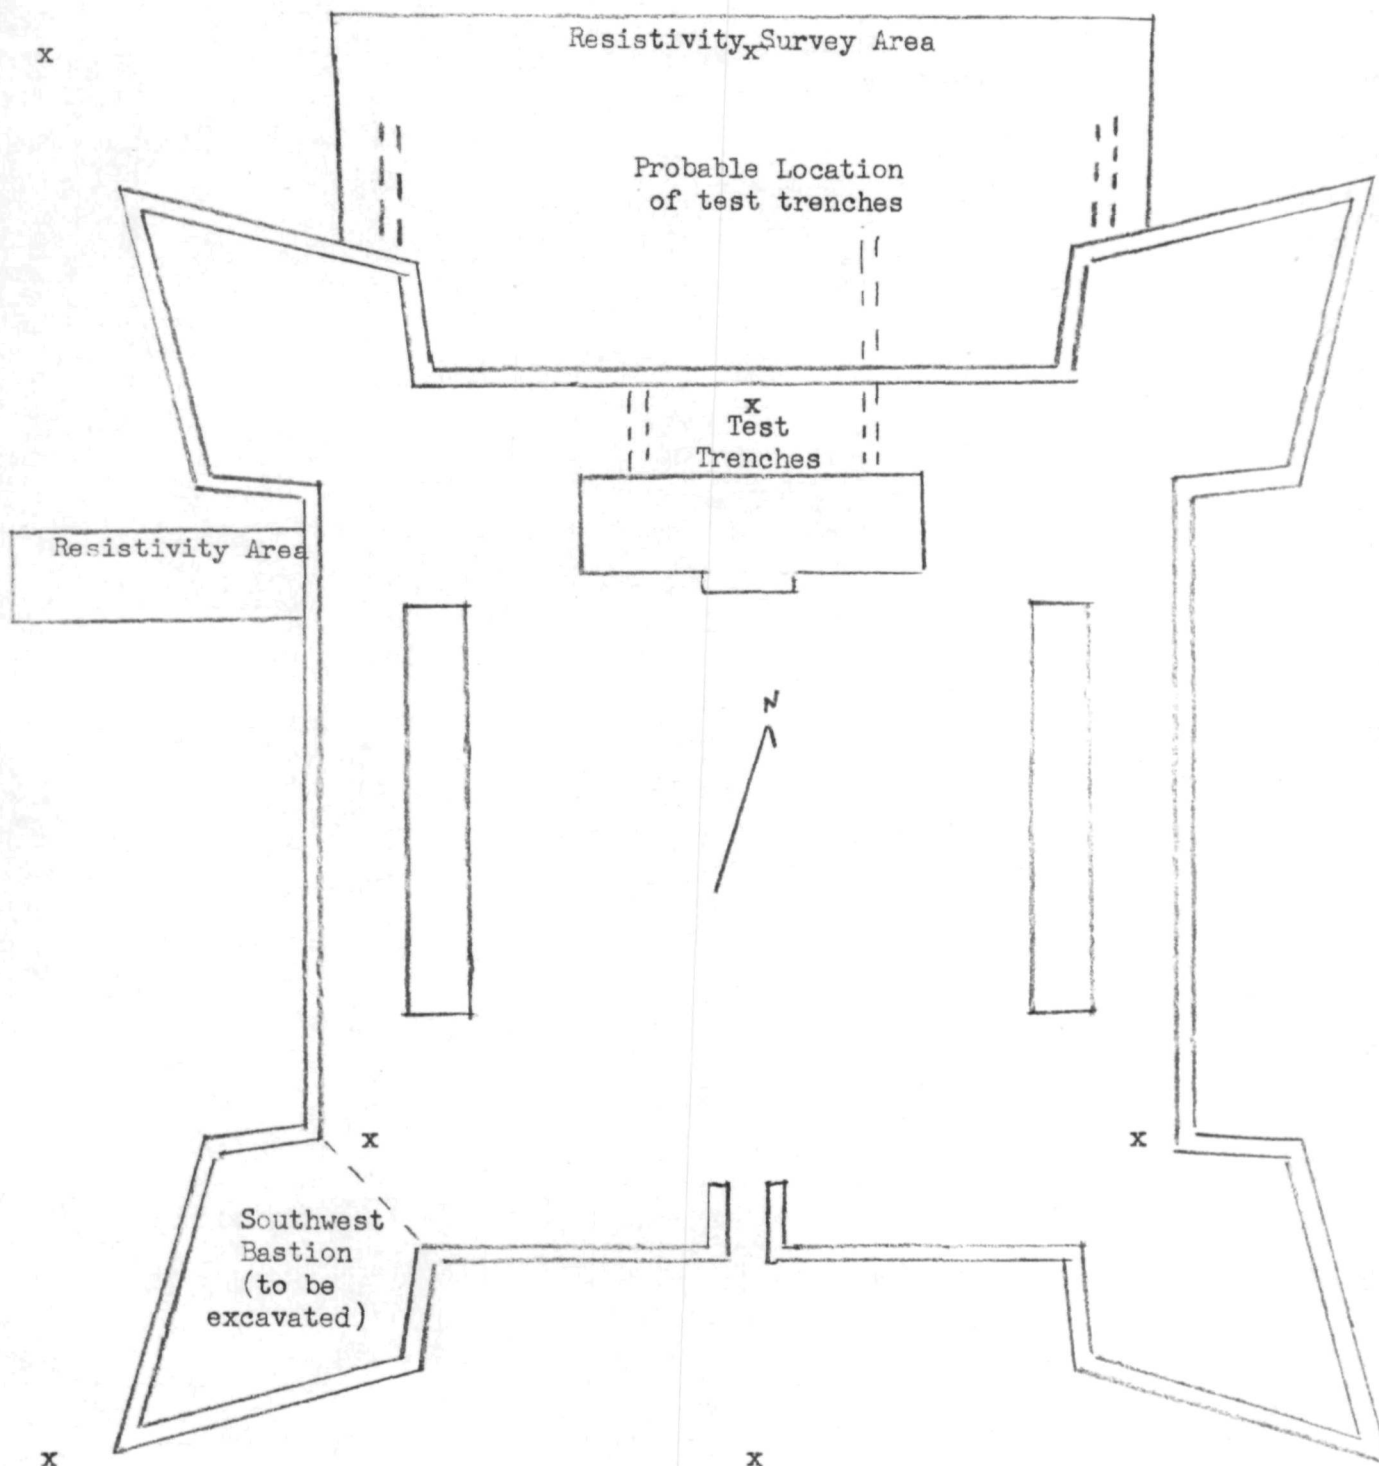 x
Resistivity Survey Area
x
Probable Location
of test trenches
x
Test
Trenches
Resistivity Area
N
x
x
Southwest
Bastion
(to be
excavated)
x
x